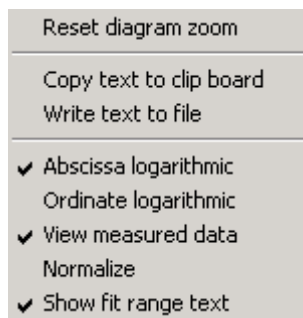 Reset diagram zoom
Copy text to clip board
Write text to file
Abscissa logarithmic
Ordinate logarithmic
View measured data
Normalize
Show fit range text